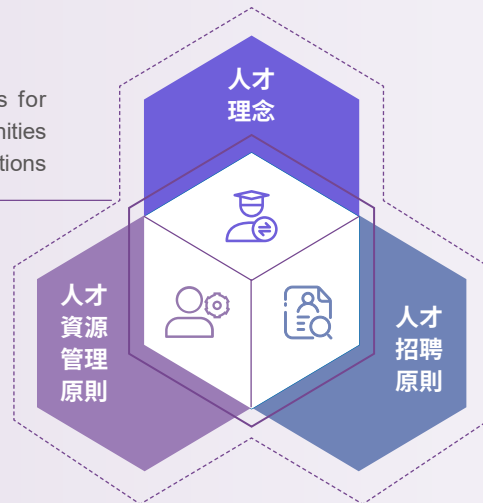 人才
理念
s for
nities
tions
人才
資源
管理
原則
人才
招聘
原則